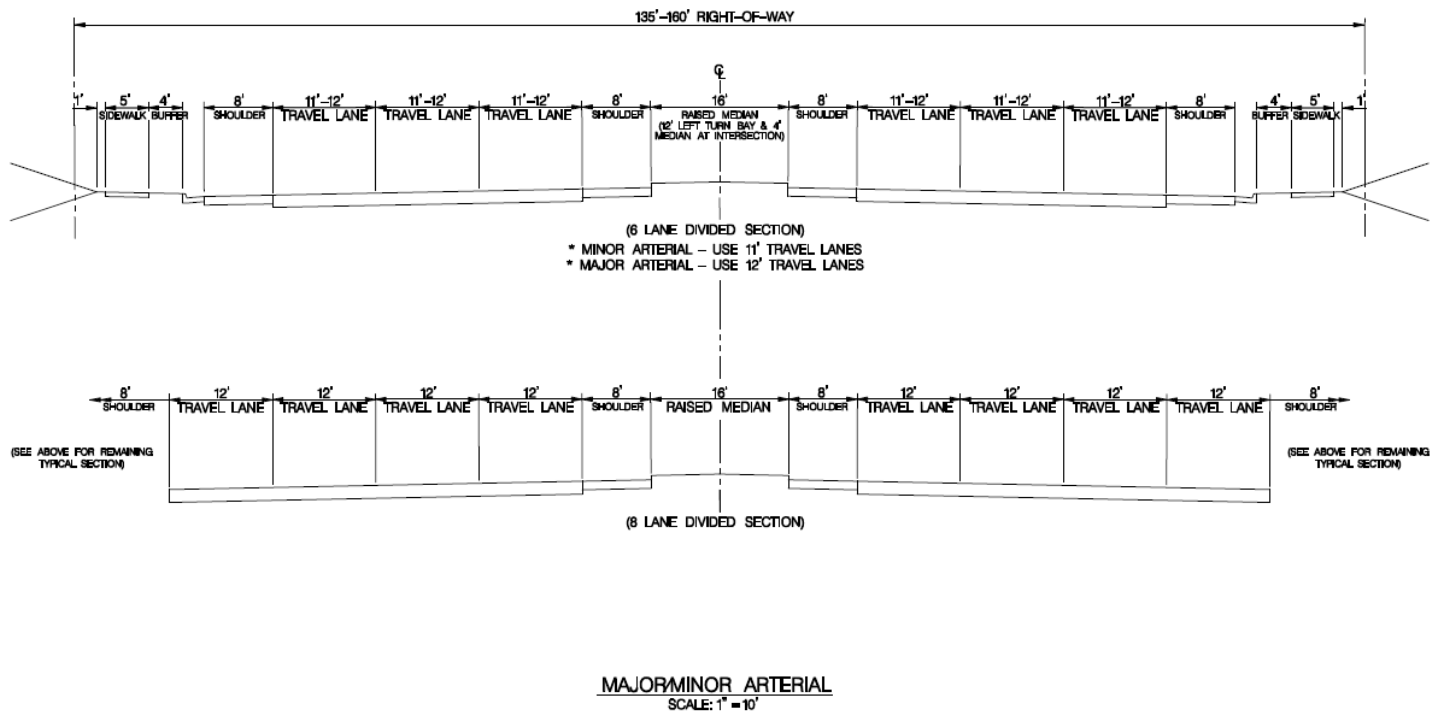 135'-160' RIGHT-OF-WAY
℄
1' 5' 4' 8' 11'-12' 11'-12' 11'-12' 8' 16' 8' 11'-12' 11'-12' 11'-12' 8' 4' 5' 1'
SIDEWALK BUFFER SHOULDER TRAVEL LANE TRAVEL LANE TRAVEL LANE SHOULDER RAISED MEDIAN SHOULDER TRAVEL LANE TRAVEL LANE TRAVEL LANE SHOULDER BUFFER SIDEWALK
(12' LEFT TURN BAY & 4'
MEDIAN AT INTERSECTION)
(6 LANE DIVIDED SECTION)
* MINOR ARTERIAL - USE 11' TRAVEL LANES
* MAJOR ARTERIAL - USE 12' TRAVEL LANES
8' 12' 12' 12' 12' 8' 16' 8' 12' 12' 12' 12' 8'
SHOULDER TRAVEL LANE TRAVEL LANE TRAVEL LANE TRAVEL LANE SHOULDER RAISED MEDIAN SHOULDER TRAVEL LANE TRAVEL LANE TRAVEL LANE TRAVEL LANE SHOULDER
(SEE ABOVE FOR REMAINING
TYPICAL SECTION)
(SEE ABOVE FOR REMAINING
TYPICAL SECTION)
(8 LANE DIVIDED SECTION)
MAJOR/MINOR ARTERIAL
SCALE: 1" = 10'